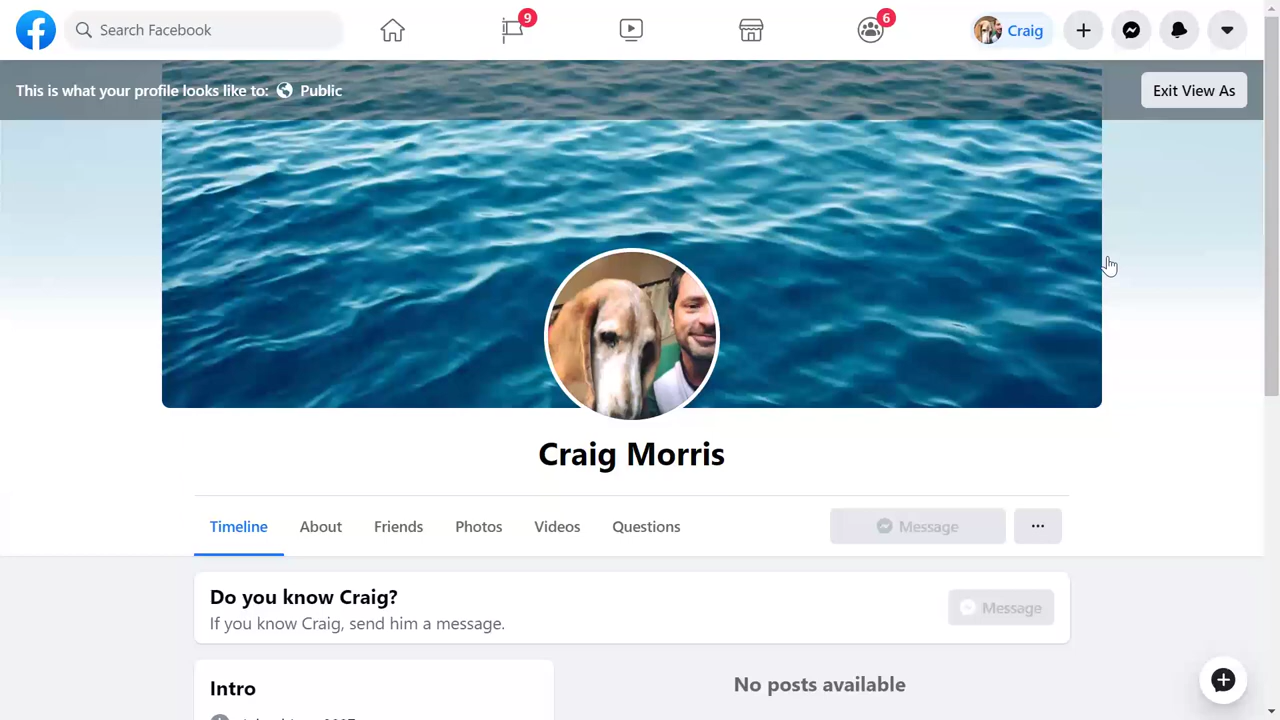 Search Facebook
9
6
Craig
This is what your profile looks like to: Public
Exit View As
Craig Morris
Timeline About Friends Photos Videos Questions Message
Do you know Craig?
If you know Craig, send him a message.
Message
Intro
No posts available